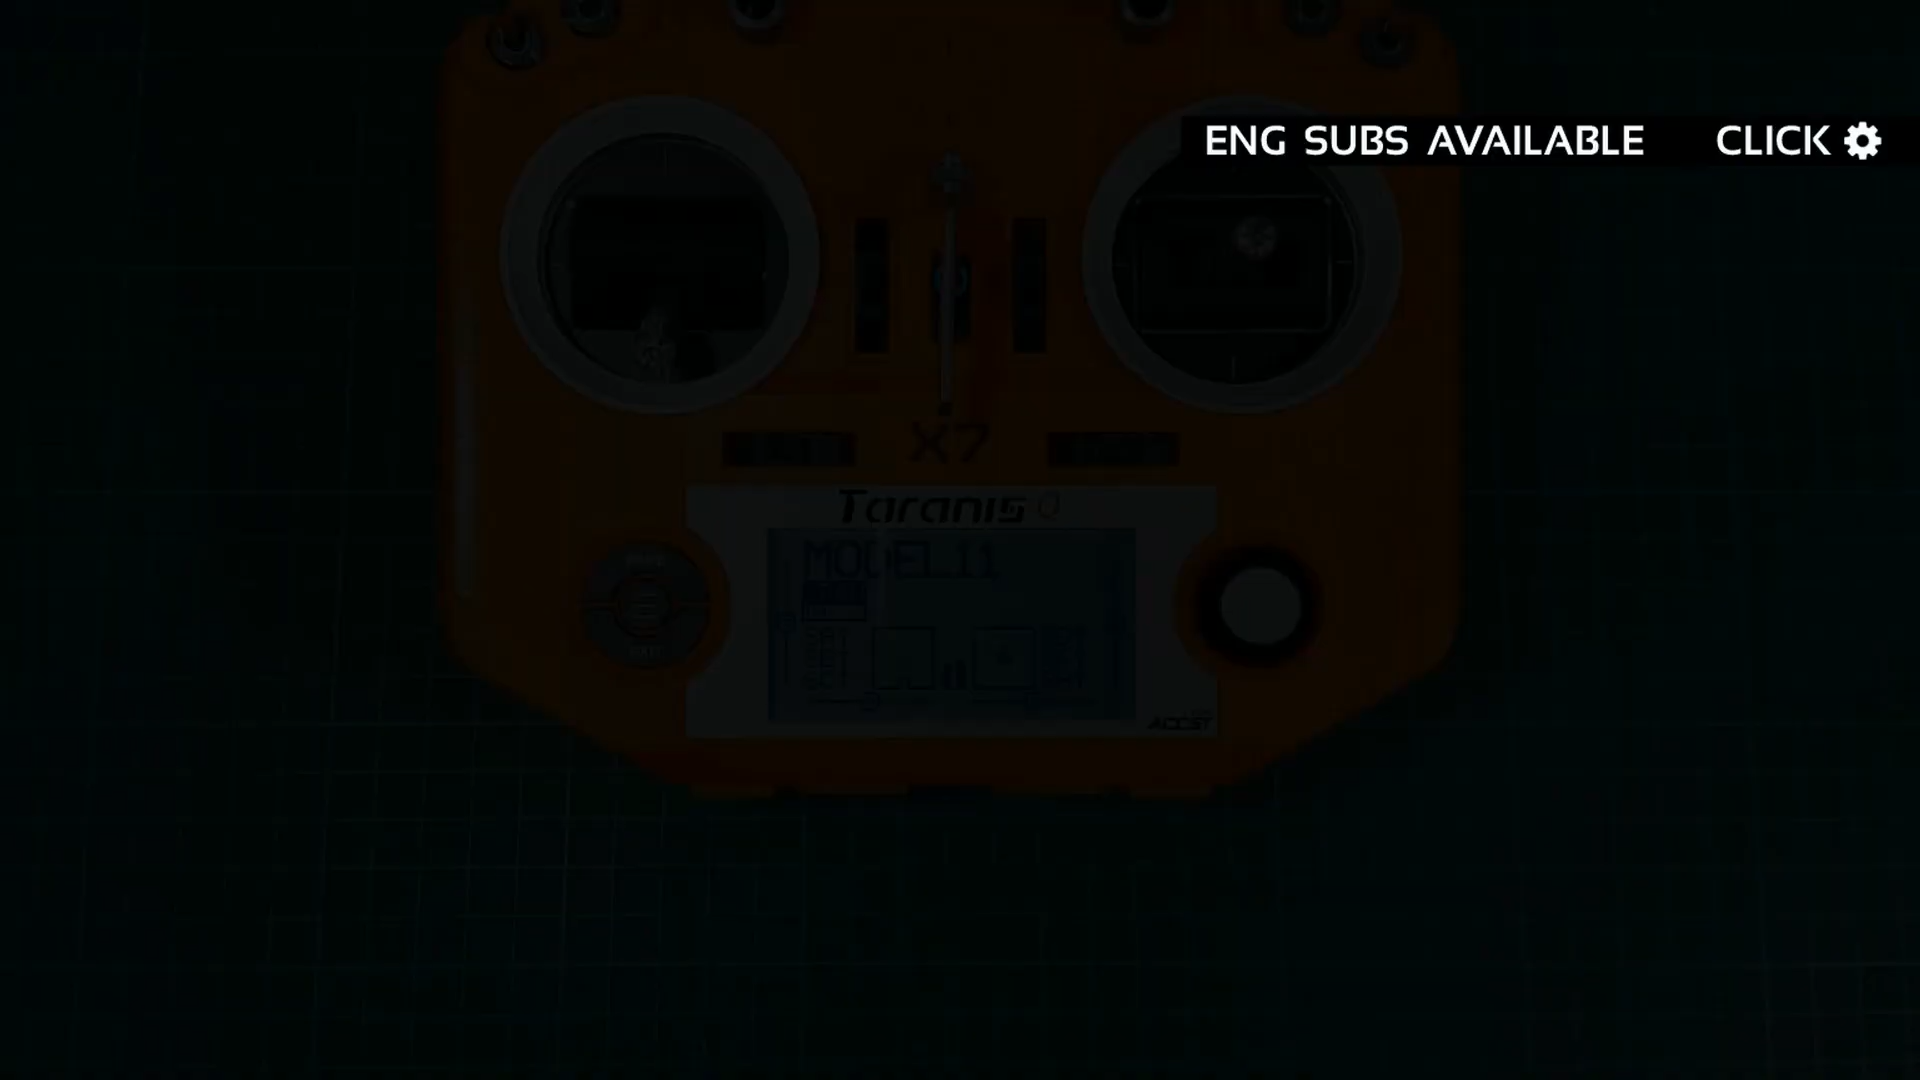 ENG SUBS AVAILABLE CLICK
X7
Taranis Q
MODEL11
ACCST